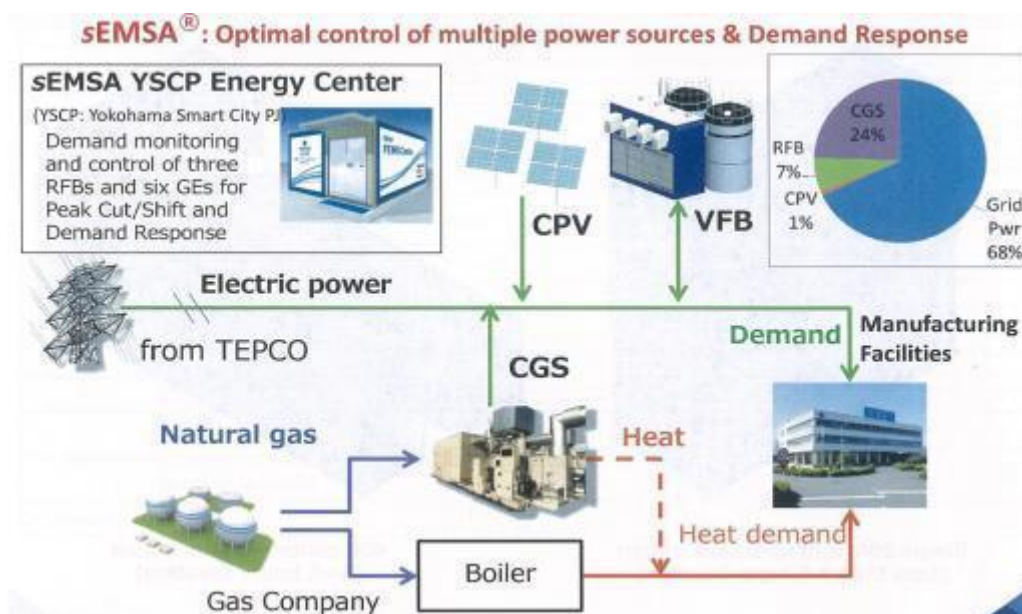 sEMSA®: Optimal control of multiple power sources & Demand Response
sEMSA YSCP Energy Center
(YSCP: Yokohama Smart City PJ)
Demand monitoring
and control of three
RFBs and six GEs for
Peak Cut/Shift and
Demand Response
CPV
VFB
CGS
24%
RFB
7%
CPV
1%
Grid
Pwr
68%
Electric power
from TEPCO
Demand
Manufacturing
Facilities
CGS
Natural gas
Heat
Heat demand
Boiler
Gas Company